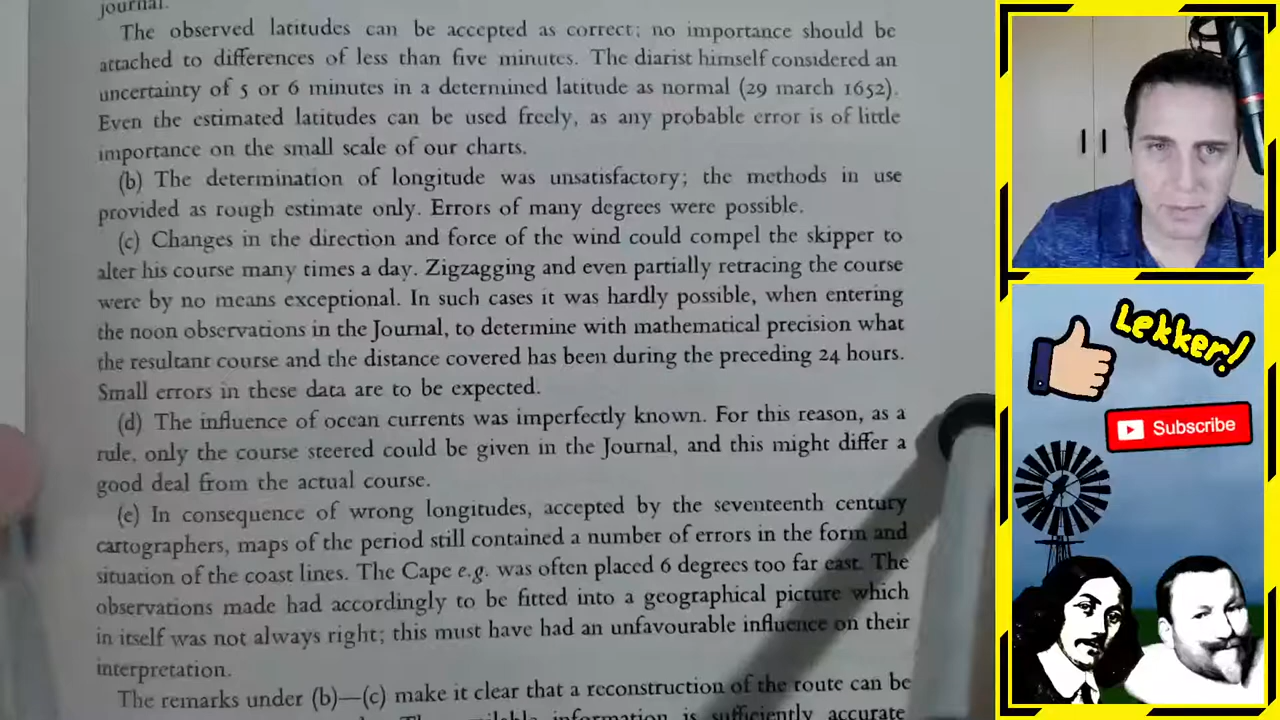 journal.
The observed latitudes can be accepted as correct; no importance should be
attached to differences of less than five minutes. The diarist himself considered an
uncertainty of 5 or 6 minutes in a determined latitude as normal (29 march 1652).
Even the estimated latitudes can be used freely, as any probable error is of little
importance on the small scale of our charts.
(b) The determination of longitude was unsatisfactory; the methods in use
provided as rough estimate only. Errors of many degrees were possible.
(c) Changes in the direction and force of the wind could compel the skipper to
alter his course many times a day. Zigzagging and even partially retracing the course
were by no means exceptional. In such cases it was hardly possible, when entering
the noon observations in the Journal, to determine with mathematical precision what
the resultant course and the distance covered has been during the preceding 24 hours.
Small errors in these data are to be expected.
(d) The influence of ocean currents was imperfectly known. For this reason, as a
rule, only the course steered could be given in the Journal, and this might differ a
good deal from the actual course.
(e) In consequence of wrong longitudes, accepted by the seventeenth century
cartographers, maps of the period still contained a number of errors in the form and
situation of the coast lines. The Cape e.g. was often placed 6 degrees too far east. The
observations made had accordingly to be fitted into a geographical picture which
in itself was not always right; this must have had an unfavourable influence on their
interpretation.
The remarks under (b)—(c) make it clear that a reconstruction of the route can be
information is sufficiently accurate
Lekker!
Subscribe